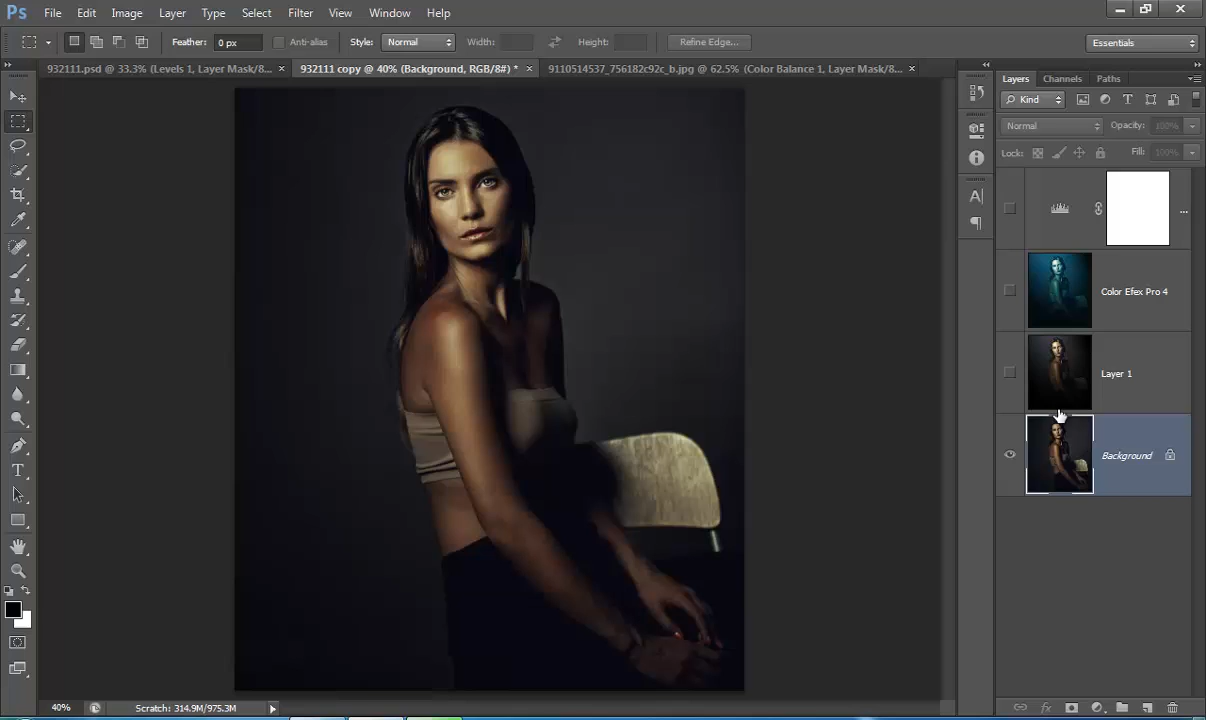 Ps File Edit Image Layer Type Select Filter View Window Help
Feather: 0 px Anti-alias Style: Normal Width: Height: Refine Edge... Essentials
932111.psd @ 33.3% (Levels 1, Layer Mask/8... × 932111 copy @ 40% (Background, RGB/8#) * × 9110514537_756182c92c_b.jpg @ 62.5% (Color Balance 1, Layer Mask/8... ×
Layers Channels Paths
Kind T
Normal Opacity: 100%
Lock: Fill: 100%
...
Color Efex Pro 4
Layer 1
Background
A
T
40% Scratch: 314.9M/975.3M
fx